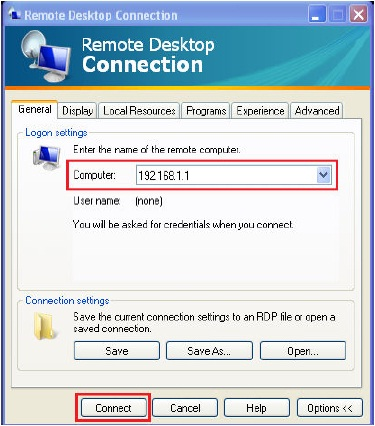 Remote Desktop Connection
Remote Desktop
Connection
General Display Local Resources Programs Experience Advanced
Logon settings
Enter the name of the remote computer.
Computer: 192.168.1.1
User name: (none)
You will be asked for credentials when you connect.
Connection settings
Save the current connection settings to an RDP file or open a
saved connection.
Save Save As... Open...
Connect Cancel Help Options <<